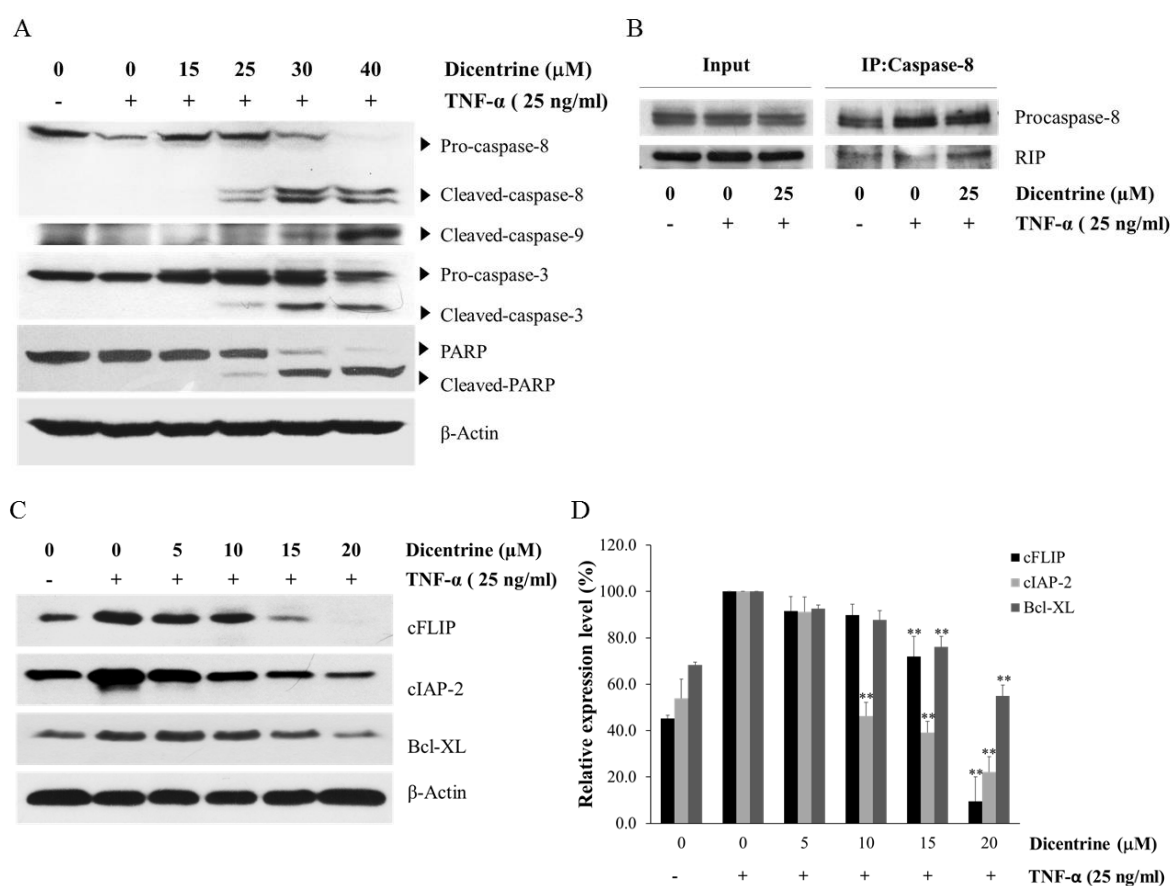 A
0 0 15 25 30 40 Dicentrine (μM)
- + + + + + TNF-α ( 25 ng/ml)
Pro-caspase-8
Cleaved-caspase-8
Cleaved-caspase-9
Pro-caspase-3
Cleaved-caspase-3
PARP
Cleaved-PARP
β-Actin
B
Input IP:Caspase-8
Procaspase-8
RIP
0 0 25 0 0 25 Dicentrine (μM)
- + + - + + TNF-α ( 25 ng/ml)
C
0 0 5 10 15 20 Dicentrine (μM)
- + + + + + TNF-α ( 25 ng/ml)
cFLIP
cIAP-2
Bcl-XL
β-Actin
D
Relative expression level (%)
120.0
100.0
80.0
60.0
40.0
20.0
0.0
cFLIP
cIAP-2
Bcl-XL
**
** ** **
** ** **
**
0 0 5 10 15 20 Dicentrine (μM)
- + + + + + TNF-α (25 ng/ml)